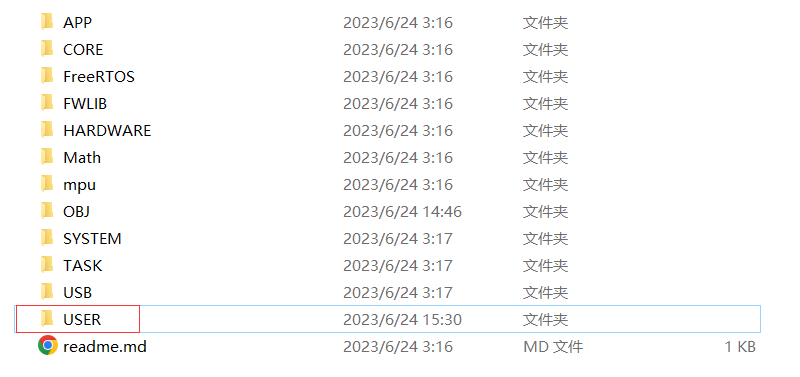 APP 2023/6/24 3:16 文件夹
CORE 2023/6/24 3:16 文件夹
FreeRTOS 2023/6/24 3:16 文件夹
FWLIB 2023/6/24 3:16 文件夹
HARDWARE 2023/6/24 3:16 文件夹
Math 2023/6/24 3:16 文件夹
mpu 2023/6/24 3:16 文件夹
OBJ 2023/6/24 14:46 文件夹
SYSTEM 2023/6/24 3:17 文件夹
TASK 2023/6/24 3:17 文件夹
USB 2023/6/24 3:17 文件夹
USER 2023/6/24 15:30 文件夹
readme.md 2023/6/24 3:16 MD 文件 1 KB